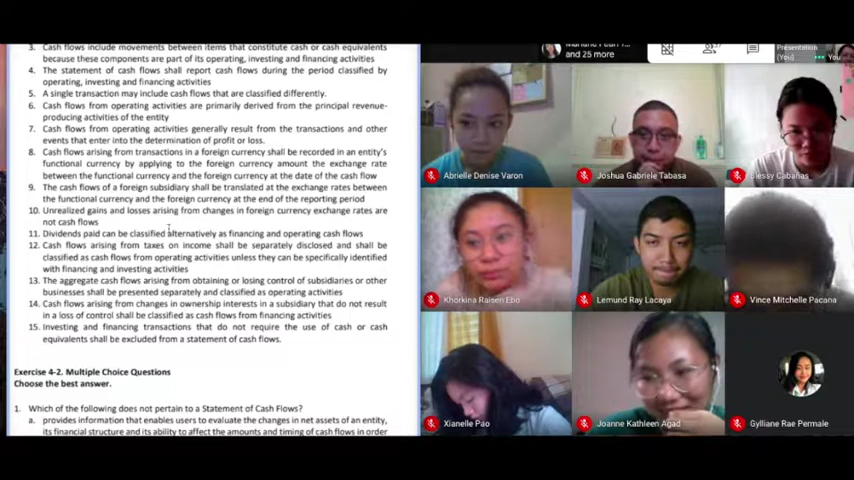 3. Cash flows include movements between items that constitute cash or cash equivalents
because these components are part of its operating, investing and financing activities
4. The statement of cash flows shall report cash flows during the period classified by
operating, investing and financing activities
5. A single transaction may include cash flows that are classified differently.
6. Cash flows from operating activities are primarily derived from the principal revenue-
producing activities of the entity
7. Cash flows from operating activities generally result from the transactions and other
events that enter into the determination of profit or loss.
8. Cash flows arising from transactions in a foreign currency shall be recorded in an entity's
functional currency by applying to the foreign currency amount the exchange rate
between the functional currency and the foreign currency at the date of the cash flow
9. The cash flows of a foreign subsidiary shall be translated at the exchange rates between
the functional currency and the foreign currency at the end of the reporting period
10. Unrealized gains and losses arising from changes in foreign currency exchange rates are
not cash flows
11. Dividends paid can be classified alternatively as financing and operating cash flows
12. Cash flows arising from taxes on income shall be separately disclosed and shall be
classified as cash flows from operating activities unless they can be specifically identified
with financing and investing activities
13. The aggregate cash flows arising from obtaining or losing control of subsidiaries or other
businesses shall be presented separately and classified as operating activities
14. Cash flows arising from changes in ownership interests in a subsidiary that do not result
in a loss of control shall be classified as cash flows from financing activities
15. Investing and financing transactions that do not require the use of cash or cash
equivalents shall be excluded from a statement of cash flows.
Exercise 4-2. Multiple Choice Questions
Choose the best answer.
1. Which of the following does not pertain to a Statement of Cash Flows?
a. provides information that enables users to evaluate the changes in net assets of an entity,
its financial structure and its ability to affect the amounts and timing of cash flows in order
and 25 more
Presentation
(You)
You
Abrielle Denise Varon
Joshua Gabriele Tabasa
Blessy Cabañas
Khorkina Raisen Ebo
Lemund Ray Lacaya
Vince Mitchelle Pacana
Xianelle Pao
Joanne Kathleen Agad
Gylliane Rae Permale